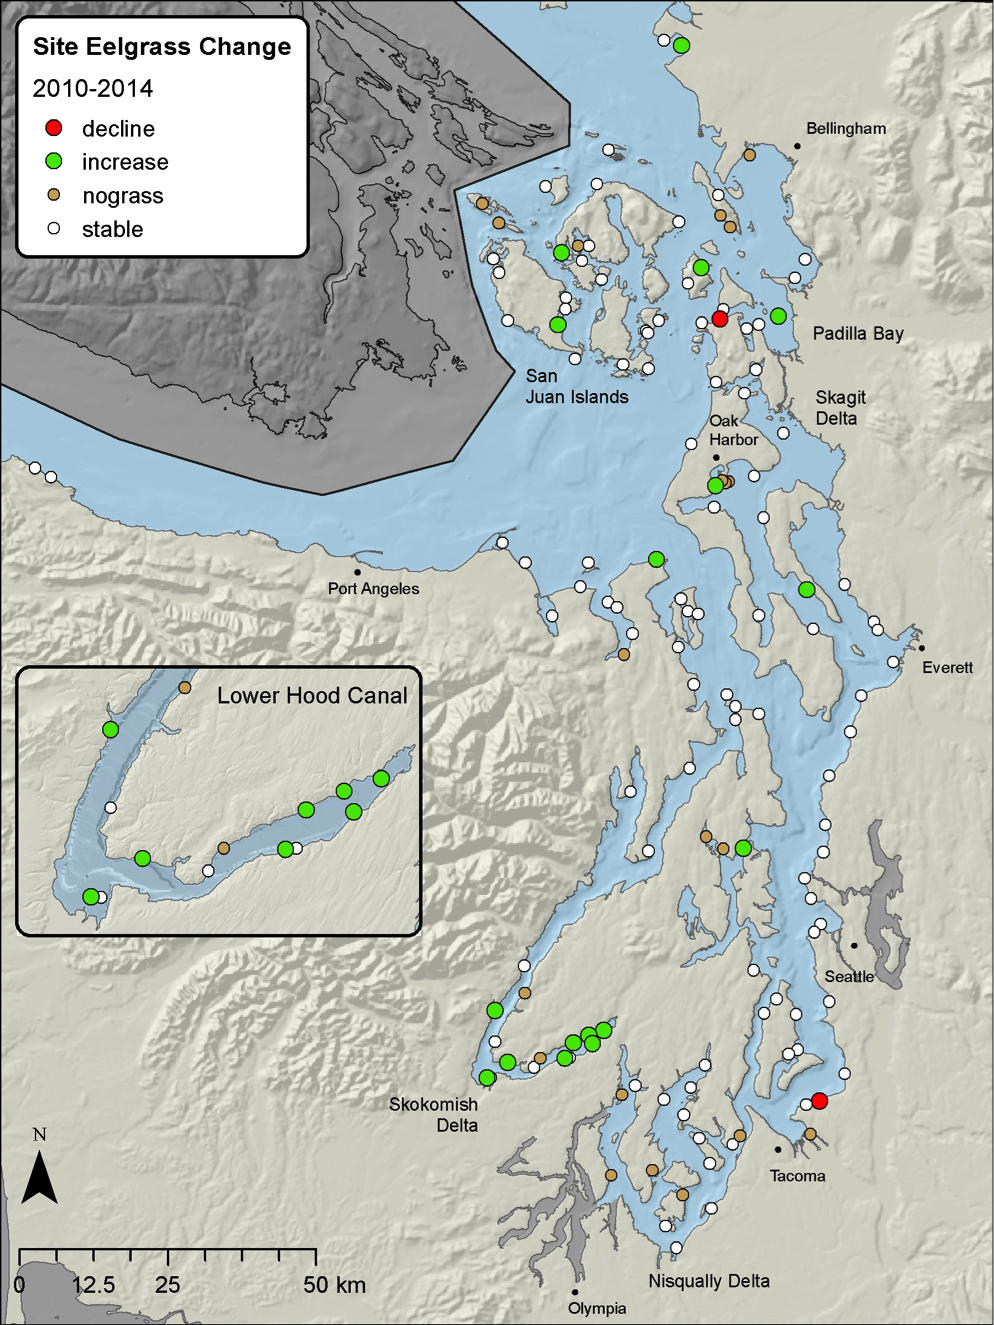 Site Eelgrass Change
2010-2014
decline
increase
nograss
stable
Bellingham
Padilla Bay
San
Juan Islands
Skagit
Delta
Oak
Harbor
Port Angeles
Everett
Lower Hood Canal
Seattle
Skokomish
Delta
Tacoma
N
0 12.5 25 50 km
Nisqually Delta
Olympia